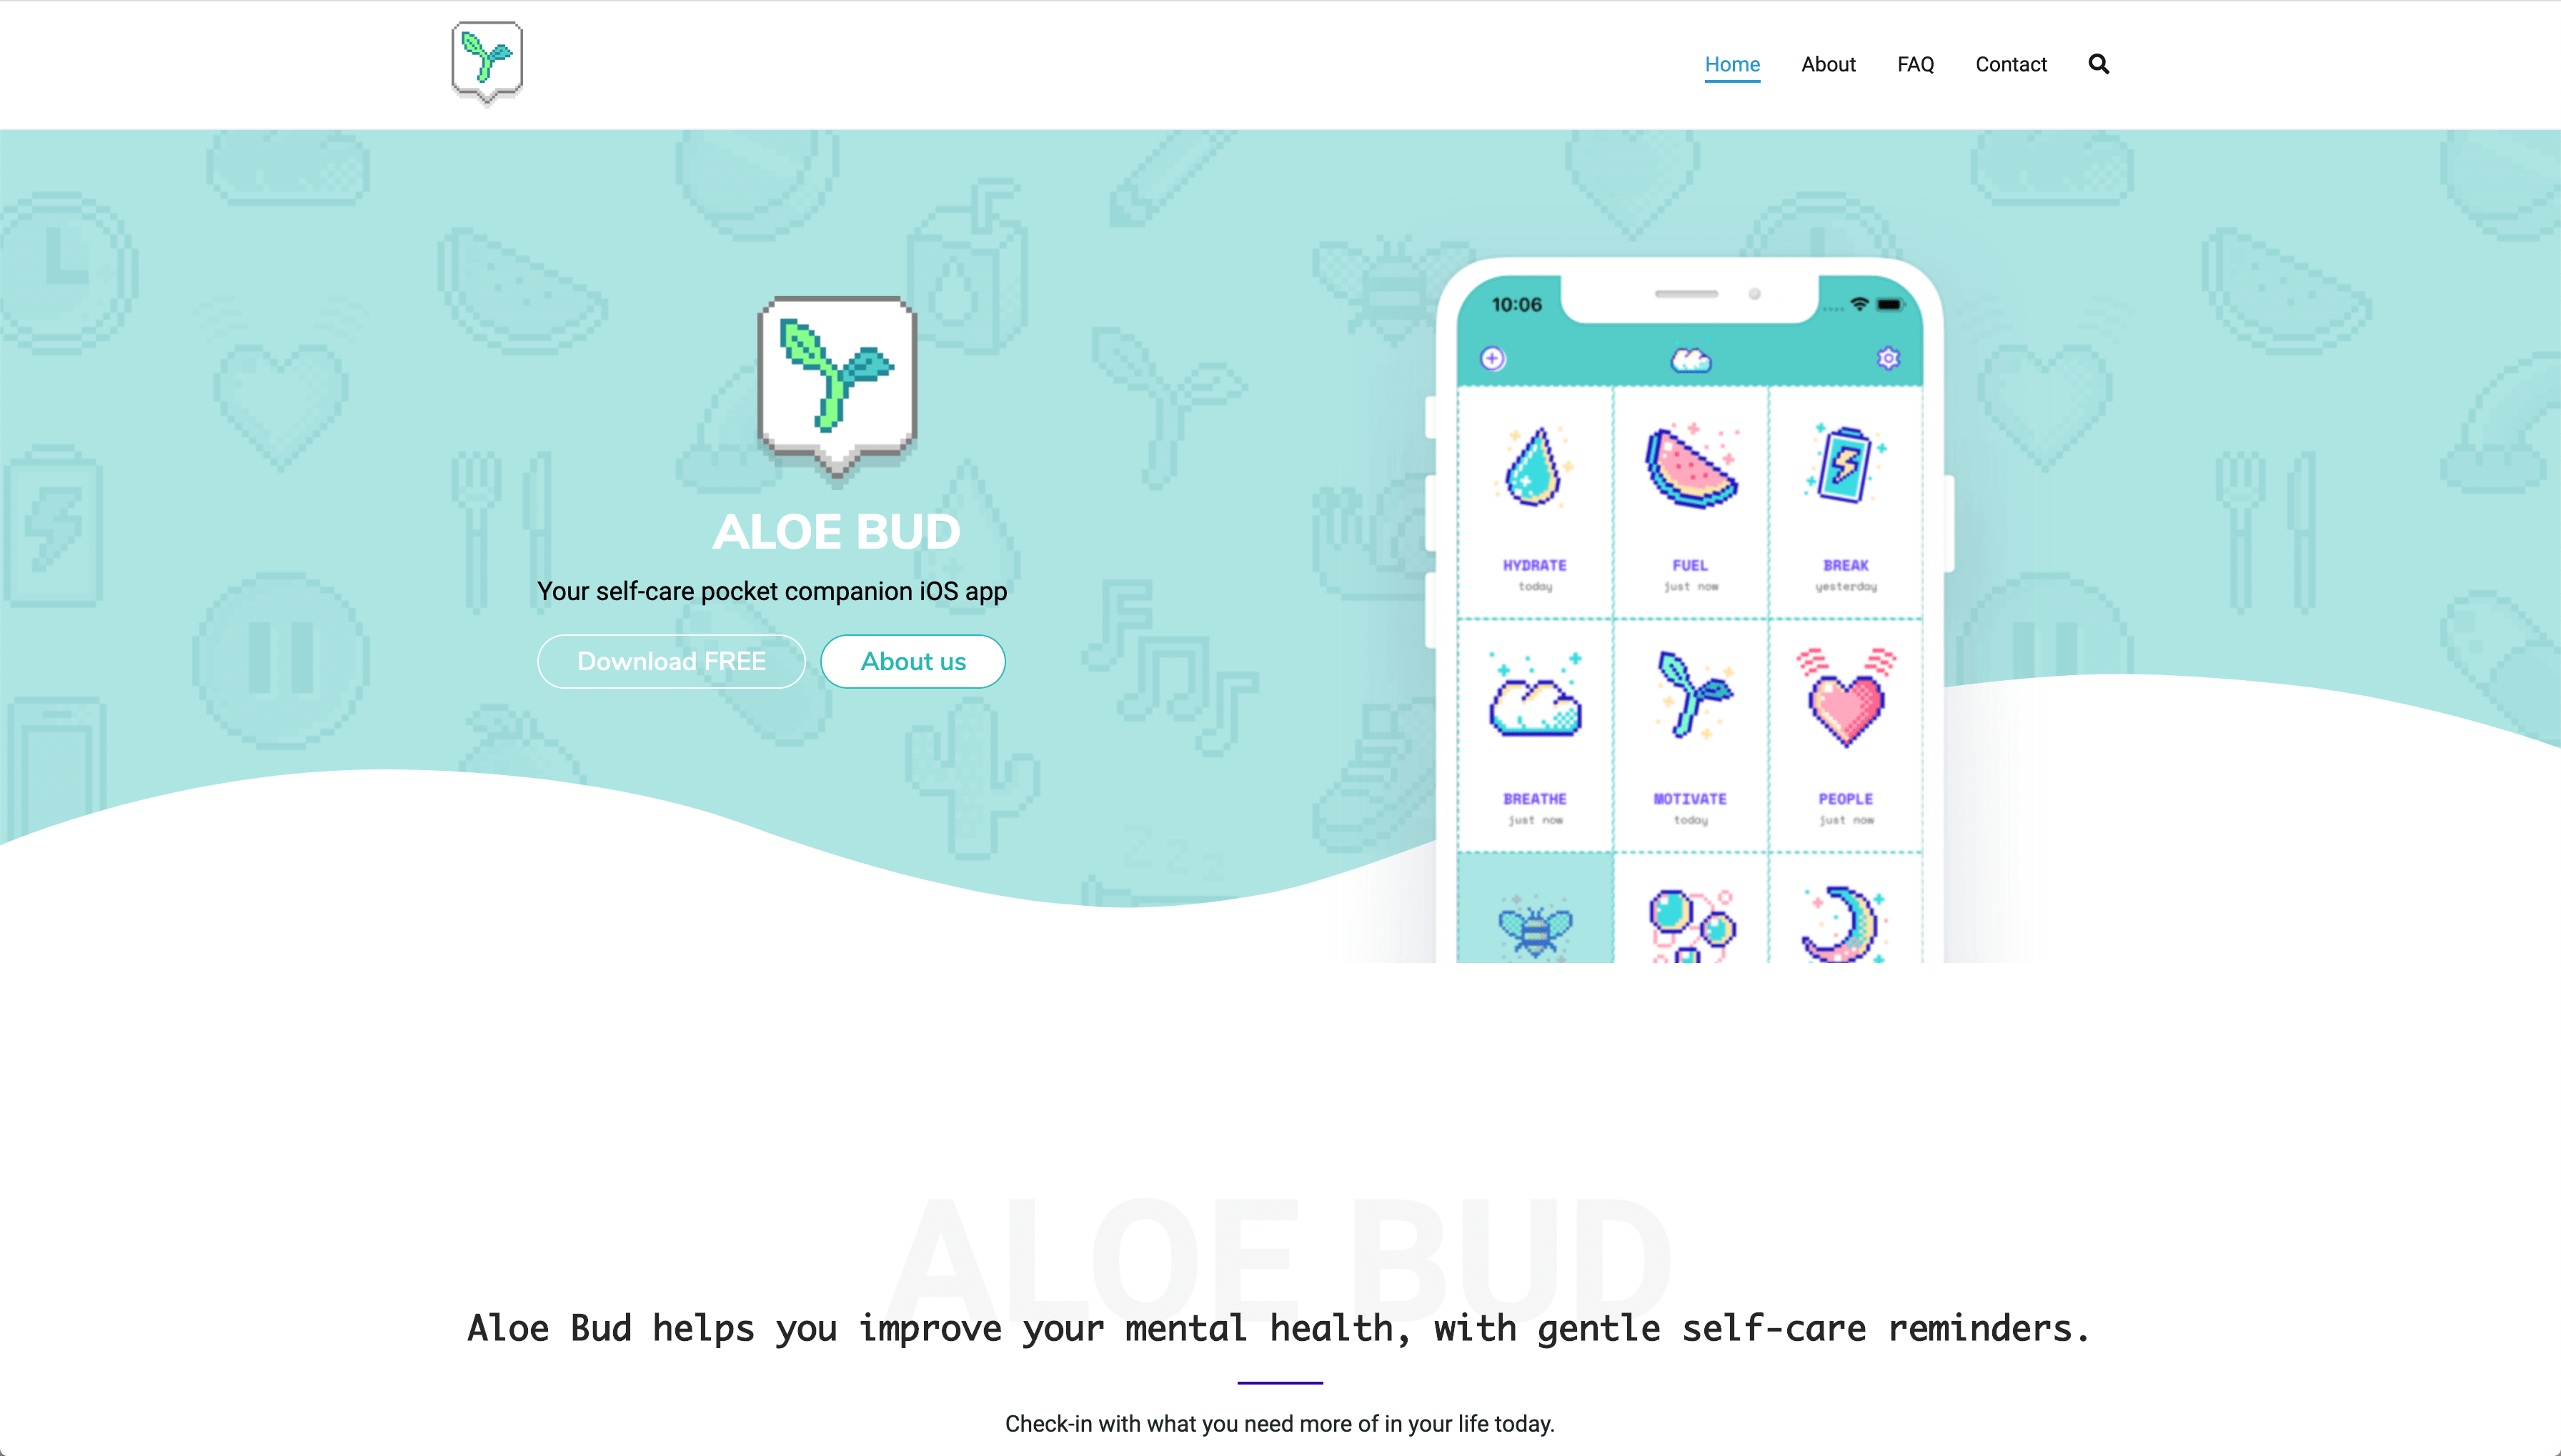 Home About FAQ Contact
ALOE BUD
Your self-care pocket companion iOS app
Download FREE About us
10:06
HYDRATE FUEL BREAK
today just now yesterday
BREATHE MOTIVATE PEOPLE
just now today just now
Z Z Z
ALOE BUD
Aloe Bud helps you improve your mental health, with gentle self-care reminders.
Check-in with what you need more of in your life today.